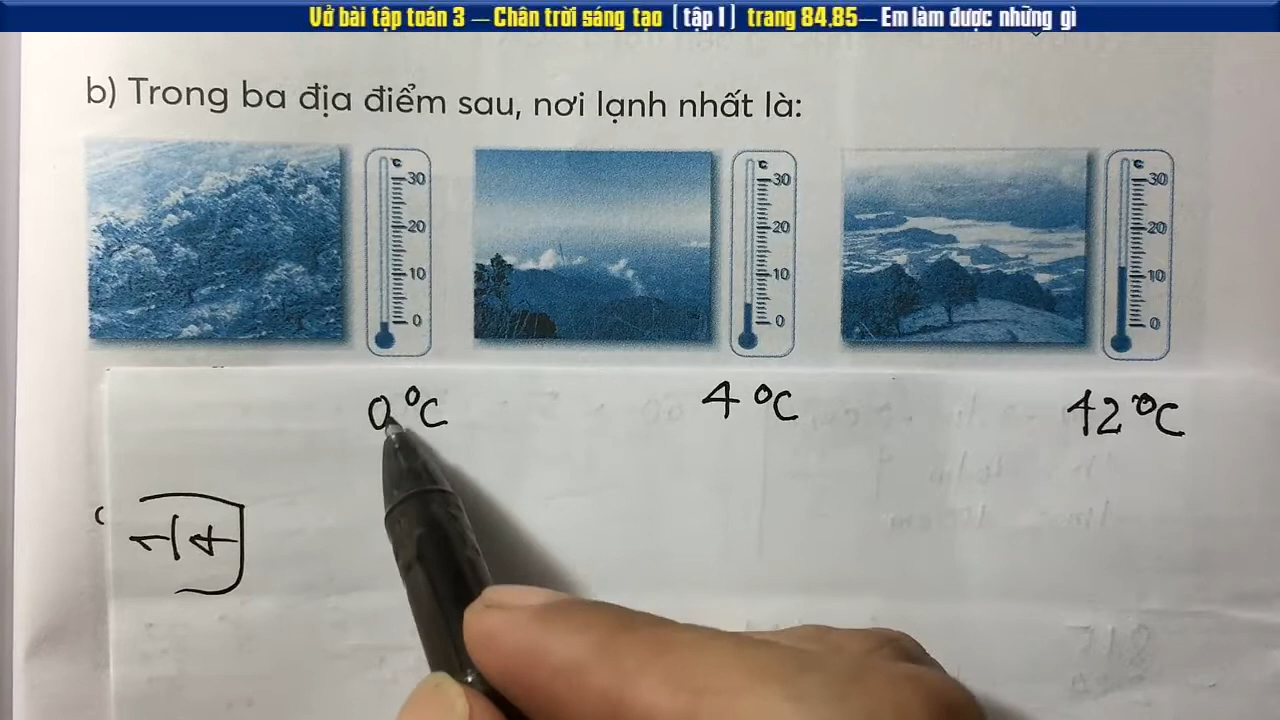 Vở bài tập toán 3 – Chân trời sáng tạo ( tập 1 ) trang 84,85– Em làm được những gì
b) Trong ba địa điểm sau, nơi lạnh nhất là:
°C °C °C
30 30 30
20 20 20
10 10 10
0 0 0
0°C 4°C 12°C